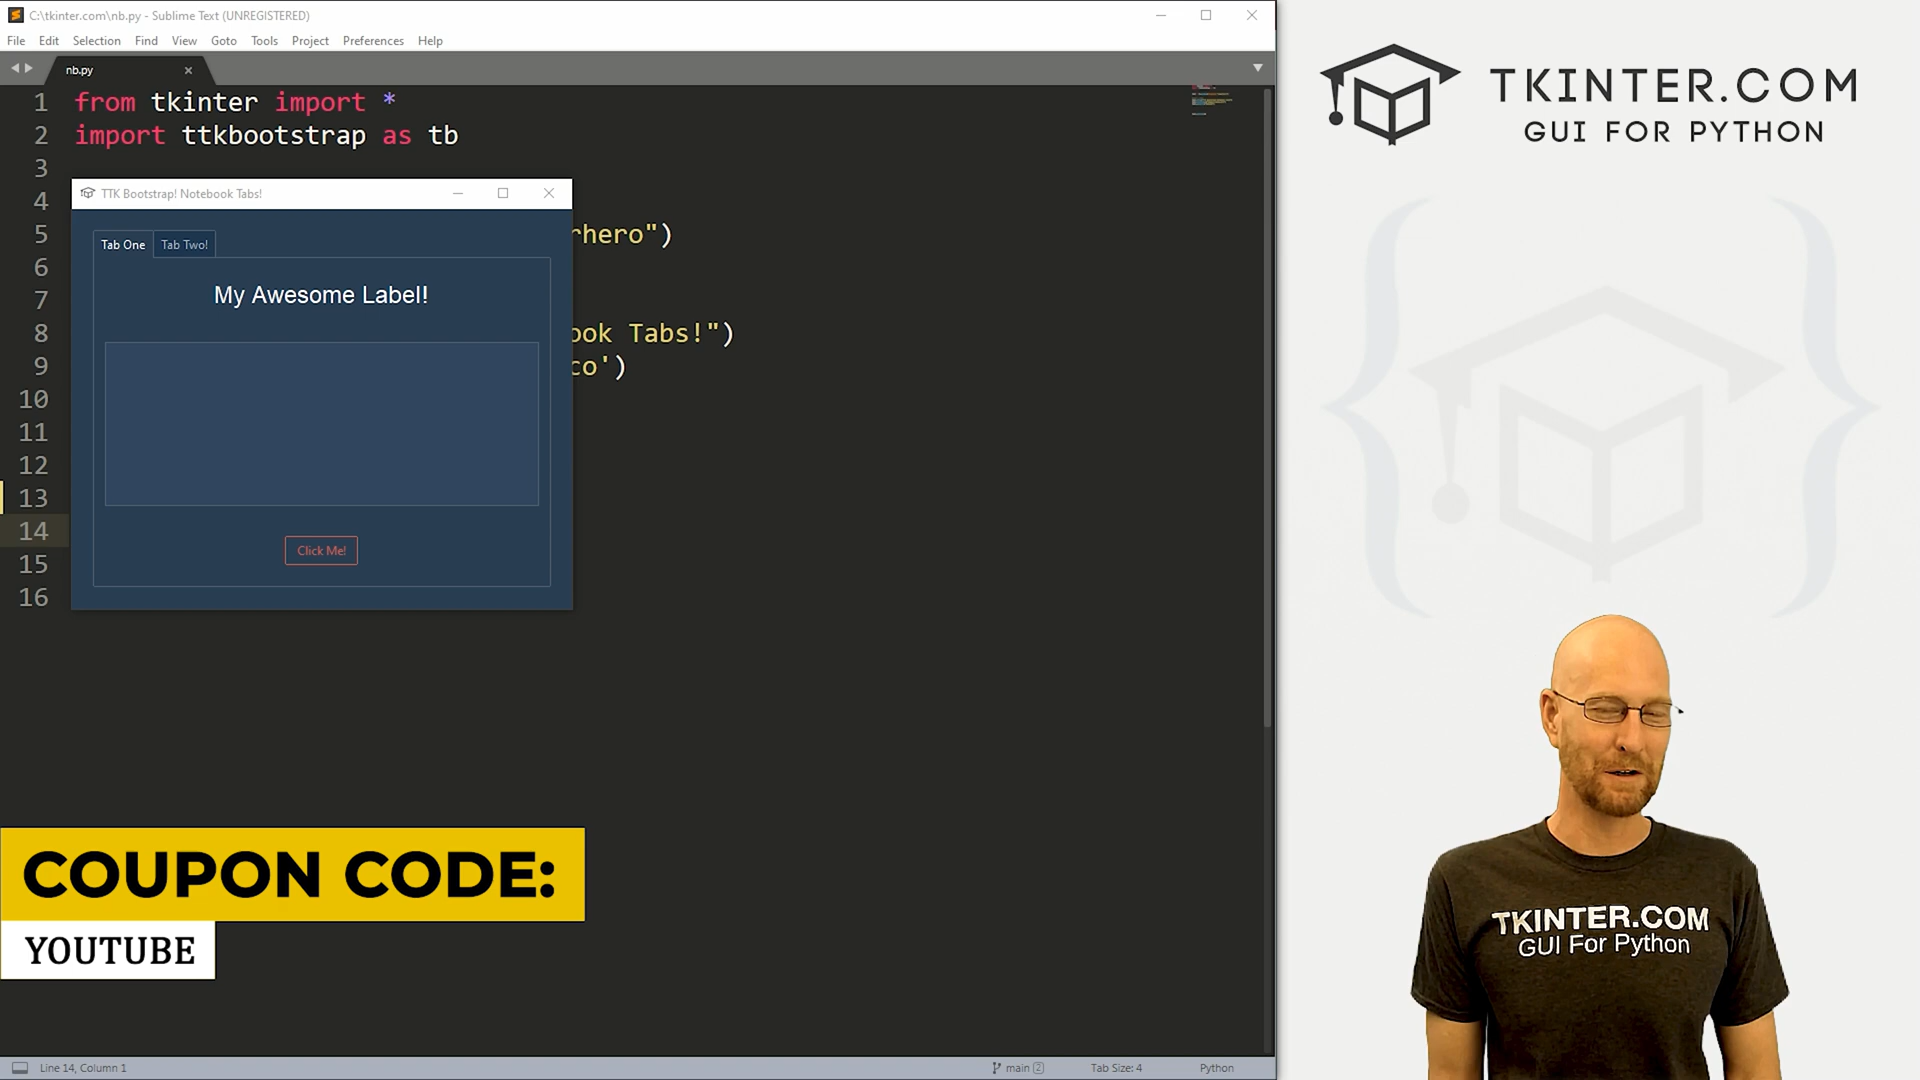 C:\tkinter.com\nb.py - Sublime Text (UNREGISTERED)
File Edit Selection Find View Goto Tools Project Preferences Help
nb.py
1 from tkinter import *
2 import ttkbootstrap as tb
3
4
5 rhero")
6
7
8 ook Tabs!")
9 co')
10
11
12
13
14
15
16
TTK Bootstrap! Notebook Tabs!
Tab One Tab Two!
My Awesome Label!
Click Me!
COUPON CODE:
YOUTUBE
Line 14, Column 1 main 2 Tab Size: 4 Python
TKINTER.COM
GUI FOR PYTHON
TKINTER.COM
GUI For Python